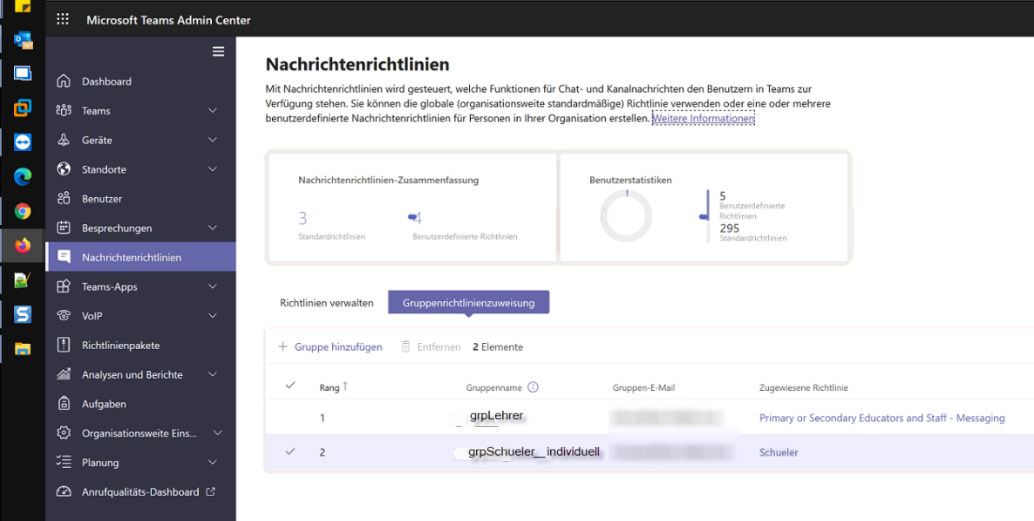 Microsoft Teams Admin Center
Dashboard
Teams
Geräte
Standorte
Benutzer
Besprechungen
Nachrichtenrichtlinien
Teams-Apps
VoIP
Richtlinienpakete
Analysen und Berichte
Aufgaben
Organisationsweite Eins...
Planung
Anrufqualitäts-Dashboard
Nachrichtenrichtlinien
Mit Nachrichtenrichtlinien wird gesteuert, welche Funktionen für Chat- und Kanalnachrichten den Benutzern in Teams zur
Verfügung stehen. Sie können die globale (organisationsweite standardmäßige) Richtlinie verwenden oder eine oder mehrere
benutzerdefinierte Nachrichtenrichtlinien für Personen in Ihrer Organisation erstellen. Weitere Informationen
Nachrichtenrichtlinien-Zusammenfassung
3
Standardrichtlinien
4
Benutzerdefinierte Richtlinien
Benutzerstatistiken
5
Benutzerdefinierte
Richtlinien
295
Standardrichtlinien
Richtlinien verwalten Gruppenrichtlinienzuweisung
+ Gruppe hinzufügen Entfernen 2 Elemente
Rang ↑ Gruppenname Gruppen-E-Mail Zugewiesene Richtlinie
1 grpLehrer Primary or Secondary Educators and Staff - Messaging
2 grpSchueler__individuell Schueler